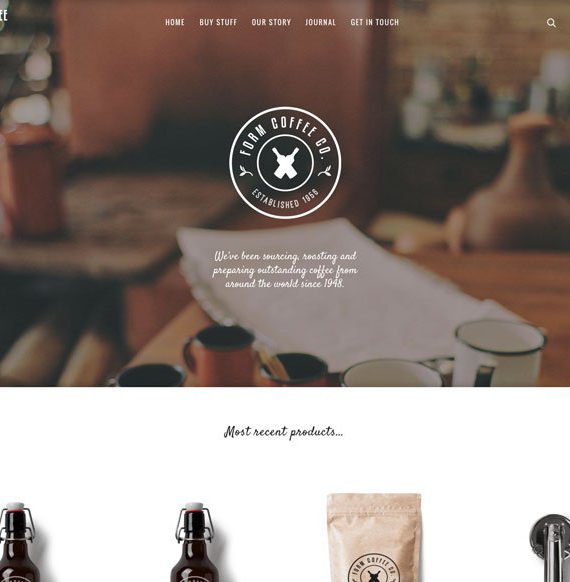 EE
HOME BUY STUFF OUR STORY JOURNAL GET IN TOUCH
FORM COFFEE CO.
ESTABLISHED 1956
We've been sourcing, roasting and
preparing outstanding coffee from
around the world since 1948.
Most recent products...
FORM COFFEE CO.